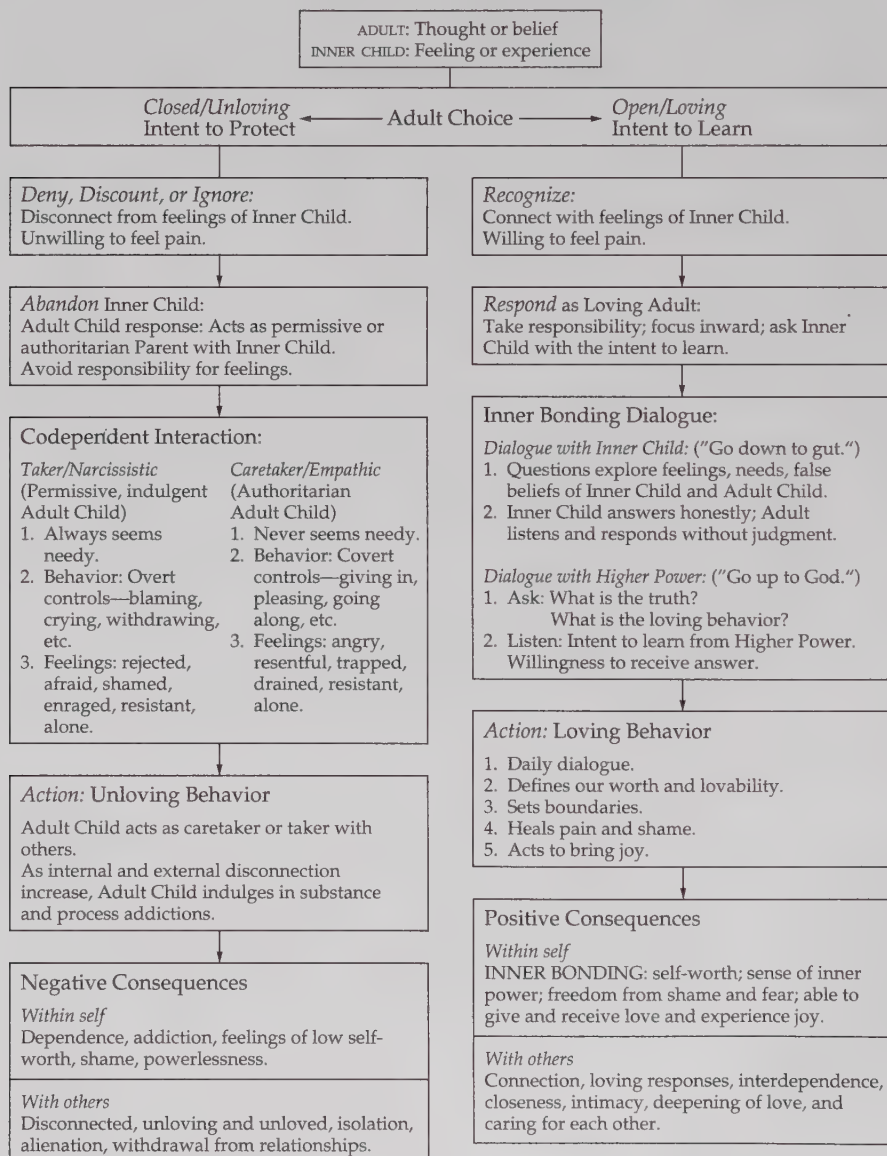 ADULT: Thought or belief
INNER CHILD: Feeling or experience
Closed/Unloving
Intent to Protect
Adult Choice
Open/Loving
Intent to Learn
Deny, Discount, or Ignore:
Disconnect from feelings of Inner Child.
Unwilling to feel pain.
Abandon Inner Child:
Adult Child response: Acts as permissive or
authoritarian Parent with Inner Child.
Avoid responsibility for feelings.
Codependent Interaction:
Taker/Narcissistic
(Permissive, indulgent
Adult Child)
1. Always seems
needy.
2. Behavior: Overt
controls—blaming,
crying, withdrawing,
etc.
3. Feelings: rejected,
afraid, shamed,
enraged, resistant,
alone.
Caretaker/Empathic
(Authoritarian
Adult Child)
1. Never seems needy.
2. Behavior: Covert
controls—giving in,
pleasing, going
along, etc.
3. Feelings: angry,
resentful, trapped,
drained, resistant,
alone.
Action: Unloving Behavior
Adult Child acts as caretaker or taker with
others.
As internal and external disconnection
increase, Adult Child indulges in substance
and process addictions.
Negative Consequences
Within self
Dependence, addiction, feelings of low self-
worth, shame, powerlessness.
With others
Disconnected, unloving and unloved, isolation,
alienation, withdrawal from relationships.
Recognize:
Connect with feelings of Inner Child.
Willing to feel pain.
Respond as Loving Adult:
Take responsibility; focus inward; ask Inner
Child with the intent to learn.
Inner Bonding Dialogue:
Dialogue with Inner Child: ("Go down to gut.")
1. Questions explore feelings, needs, false
beliefs of Inner Child and Adult Child.
2. Inner Child answers honestly; Adult
listens and responds without judgment.
Dialogue with Higher Power: ("Go up to God.")
1. Ask: What is the truth?
What is the loving behavior?
2. Listen: Intent to learn from Higher Power.
Willingness to receive answer.
Action: Loving Behavior
1. Daily dialogue.
2. Defines our worth and lovability.
3. Sets boundaries.
4. Heals pain and shame.
5. Acts to bring joy.
Positive Consequences
Within self
INNER BONDING: self-worth; sense of inner
power; freedom from shame and fear; able to
give and receive love and experience joy.
With others
Connection, loving responses, interdependence,
closeness, intimacy, deepening of love, and
caring for each other.